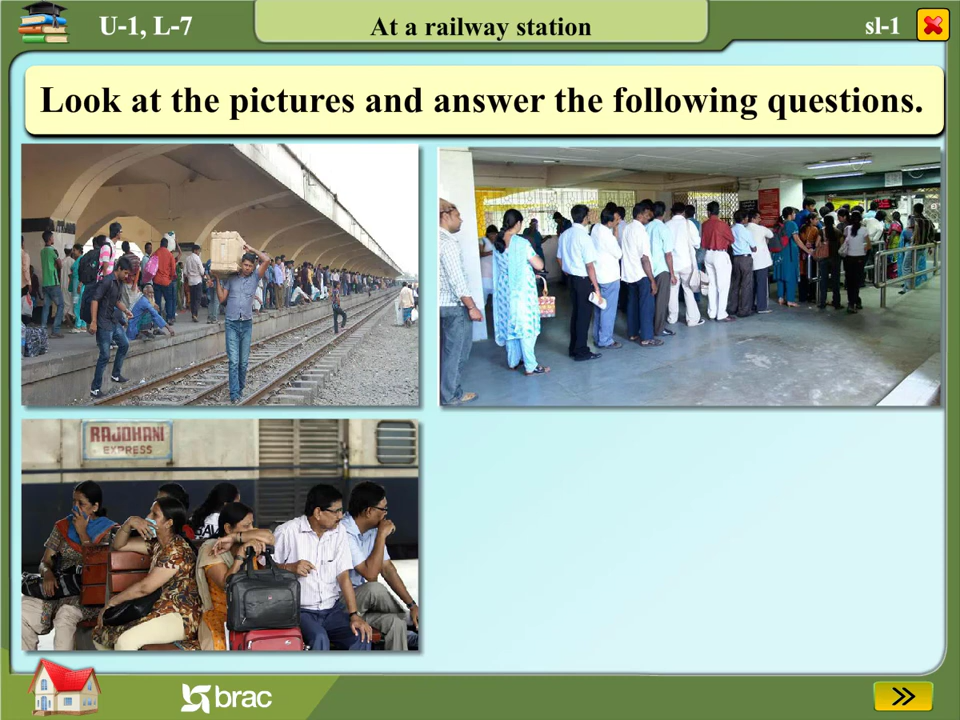 U-1, L-7
At a railway station
sl-1
Look at the pictures and answer the following questions.
RAJDHANI
EXPRESS
brac